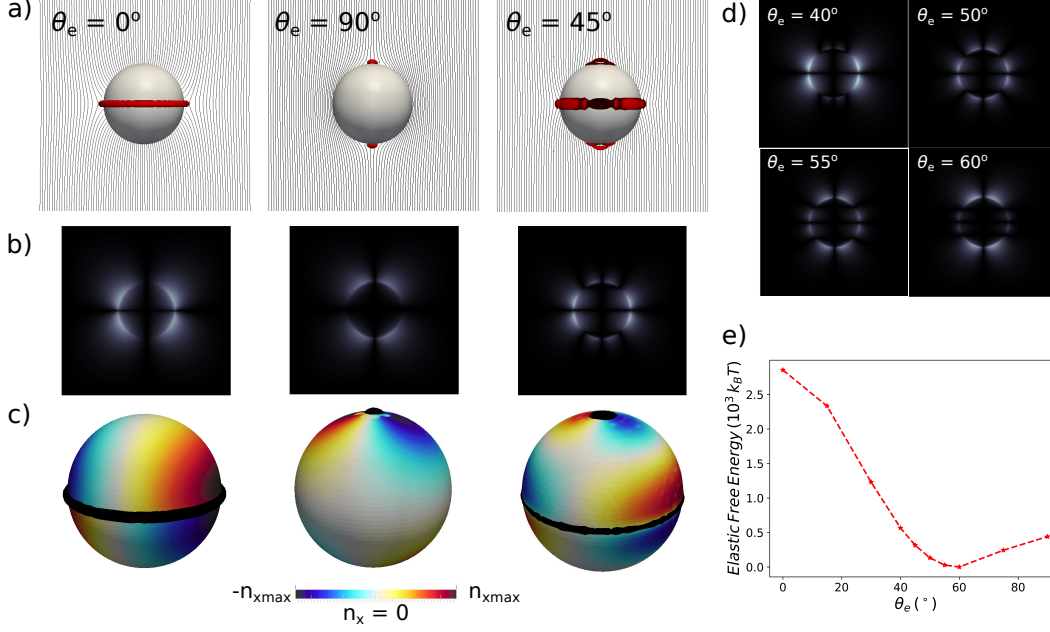 a)
θe = 0°
θe = 90°
θe = 45°
b)
c)
-nxmax
nxmax
nx = 0
d)
θe = 40°
θe = 50°
θe = 55°
θe = 60°
e)
Elastic Free Energy (10³ kBT)
2.5
2.0
1.5
1.0
0.5
0.0
0
20
40
60
80
θe (°)